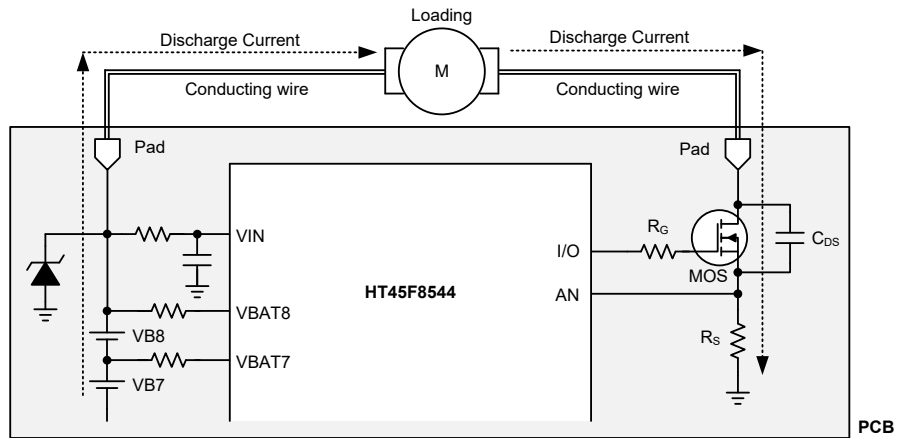 Loading
Discharge Current
Discharge Current
M
Conducting wire
Conducting wire
Pad
Pad
VIN
RG
CDS
I/O
MOS
HT45F8544
AN
VBAT8
RS
VB8
VBAT7
VB7
PCB